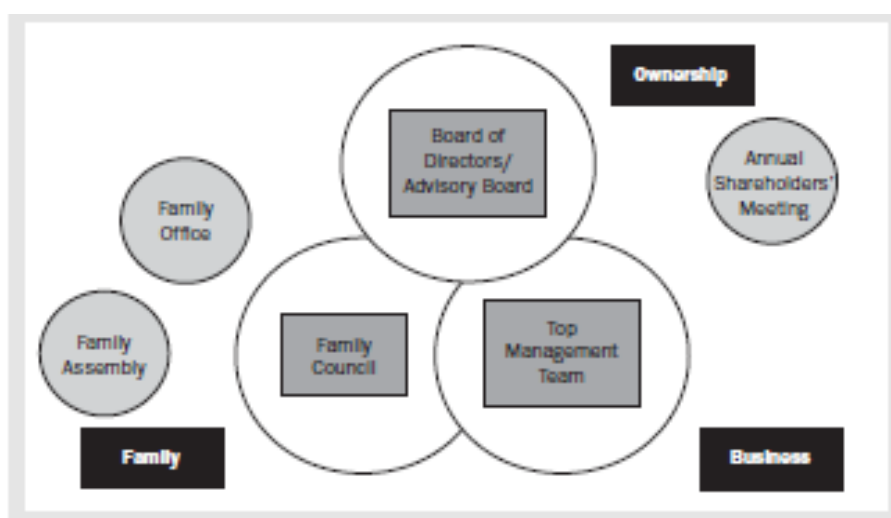 Ownership
Board of
Directors/
Advisory Board
Annual
Shareholders'
Meeting
Family
Office
Family
Assembly
Family
Council
Top
Management
Team
Family
Business